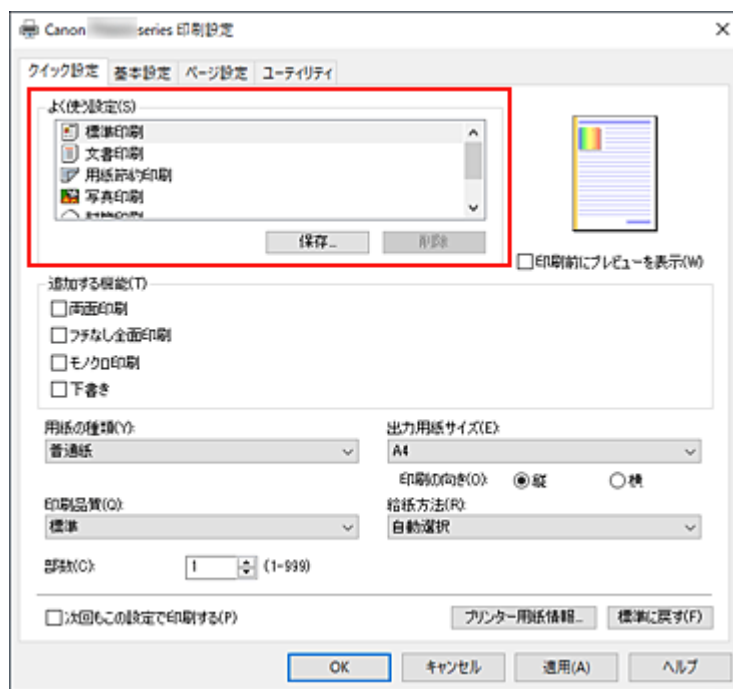 Canon series 印刷設定
クイック設定 基本設定 ページ設定 ユーティリティ
よく使う設定(S)
標準印刷
文書印刷
用紙節約印刷
写真印刷
保存... 削除
印刷前にプレビューを表示(W)
追加する機能(T)
両面印刷
フチなし全面印刷
モノクロ印刷
下書き
用紙の種類(Y): 出力用紙サイズ(E):
普通紙 A4
印刷の向き(O): 縦 横
印刷品質(Q): 給紙方法(R):
標準 自動選択
部数(C): 1 (1-999)
次回もこの設定で印刷する(P) プリンター用紙情報... 標準に戻す(F)
OK キャンセル 適用(A) ヘルプ